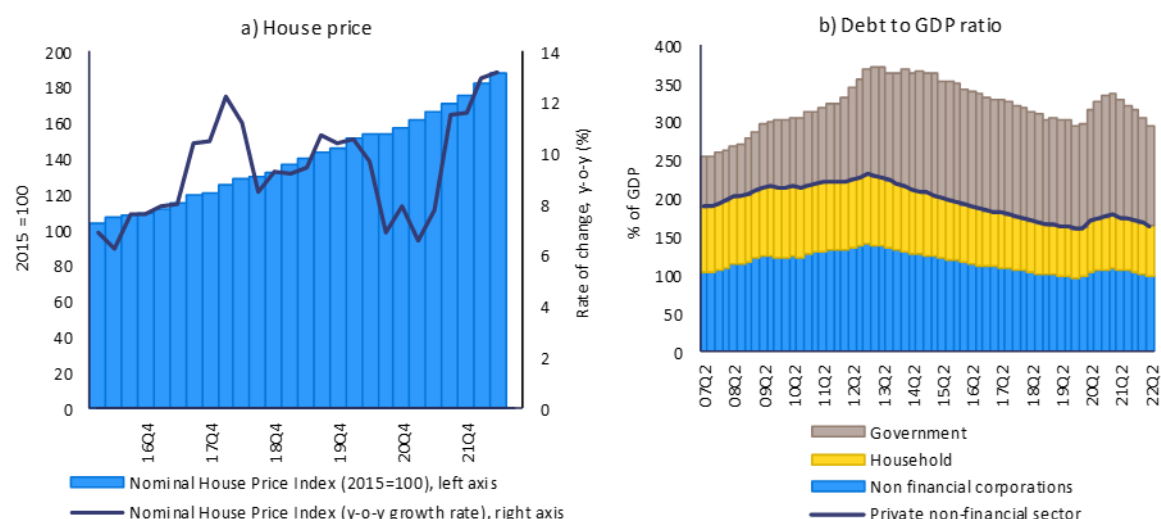 a) House price
2015 =100
200
180
160
140
120
100
80
60
40
20
0
14
12
10
8
6
4
2
0
Rate of change, y-o-y (%)
16Q4
17Q4
18Q4
19Q4
20Q4
21Q4
Nominal House Price Index (2015=100), left axis
Nominal House Price Index (y-o-y growth rate), right axis
b) Debt to GDP ratio
% of GDP
400
350
300
250
200
150
100
50
0
07Q2
08Q2
09Q2
10Q2
11Q2
12Q2
13Q2
14Q2
15Q2
16Q2
17Q2
18Q2
19Q2
20Q2
21Q2
22Q2
Government
Household
Non financial corporations
Private non-financial sector